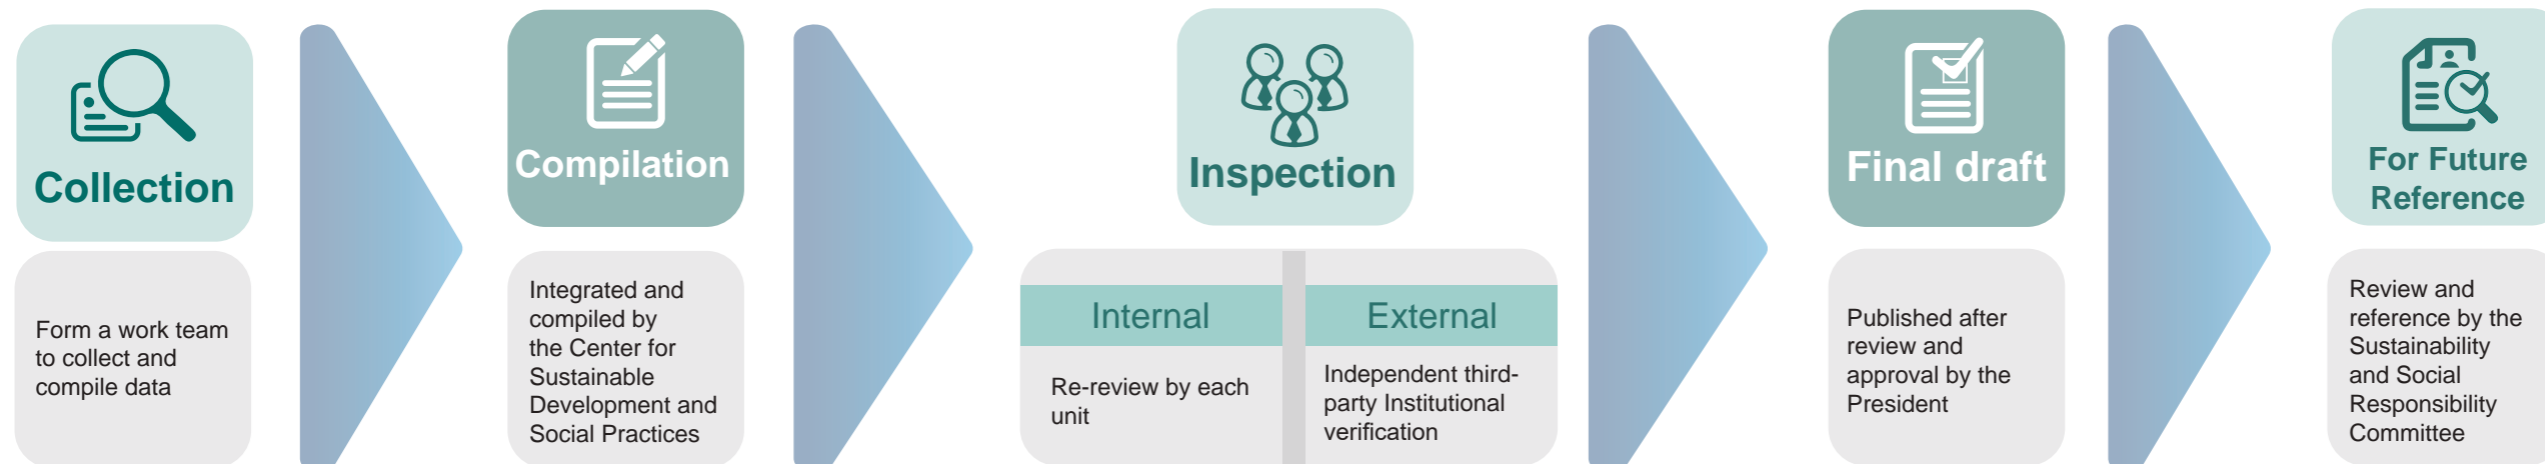 Collection
Form a work team
to collect and
compile data
Compilation
Integrated and
compiled by
the Center for
Sustainable
Development and
Social Practices
Inspection
Internal
Re-review by each
unit
External
Independent third-
party Institutional
verification
Final draft
Published after
review and
approval by the
President
For Future
Reference
Review and
reference by the
Sustainability
and Social
Responsibility
Committee